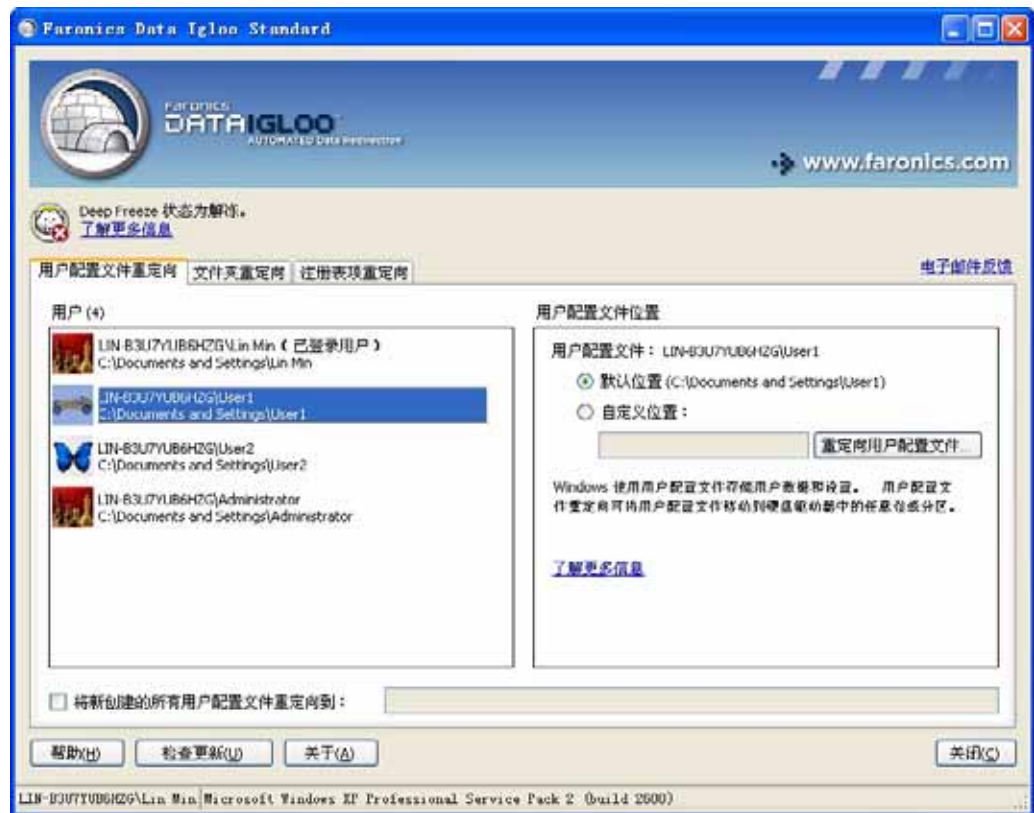 Faronics Data Igloo Standard
Faronics
DATA IGLOO
AUTOMATED Data Redirection
www.faronics.com
Deep Freeze 状态为解冻。
了解更多信息
用户配置文件重定向 文件夹重定向 注册表项重定向
电子邮件反馈
用户 (4)
LIN-B3U7YUB6HZG\Lin Min ( 已登录用户 )
C:\Documents and Settings\Lin Min
LIN-B3U7YUB6HZG\User1
C:\Documents and Settings\User1
LIN-B3U7YUB6HZG\User2
C:\Documents and Settings\User2
LIN-B3U7YUB6HZG\Administrator
C:\Documents and Settings\Administrator
用户配置文件位置
用户配置文件： LIN-B3U7YUB6HZG\User1
默认位置 (C:\Documents and Settings\User1)
自定义位置：
重定向用户配置文件...
Windows 使用用户配置文件存储用户数据和设置。 用户配置文
件重定向可将用户配置文件移动到硬盘驱动器中的任意位或分区。
了解更多信息
将新创建的所有用户配置文件重定向到：
帮助(H) 检查更新(U) 关于(A) 关闭(C)
LIN-B3U7YUB6HZG\Lin Min Microsoft Windows XP Professional Service Pack 2 (build 2600)